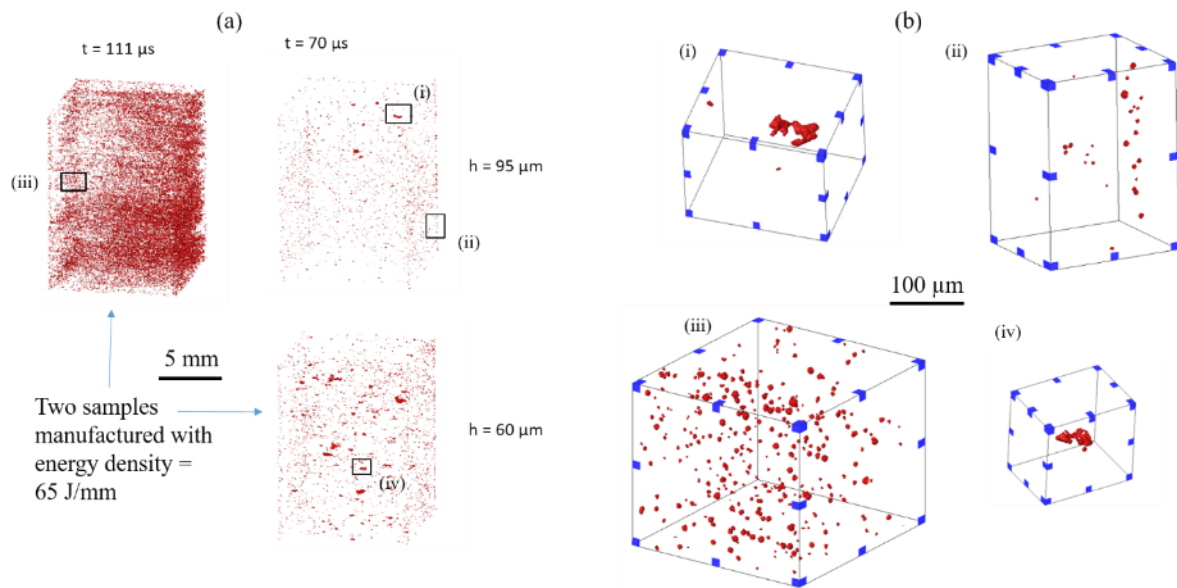 (a)
t = 111 µs
t = 70 µs
(i)
(iii)
h = 95 µm
(ii)
5 mm
Two samples
manufactured with
energy density =
65 J/mm
h = 60 µm
(iv)
(b)
(i)
(ii)
100 µm
(iii)
(iv)